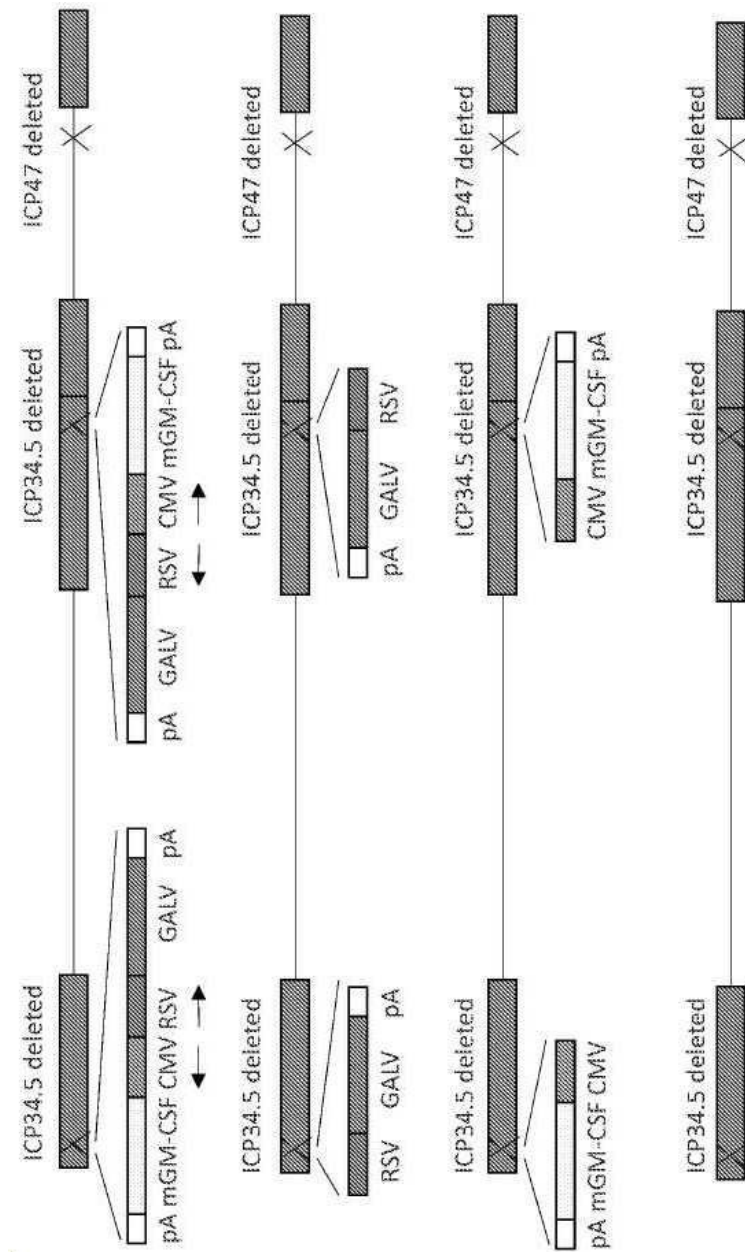 ICP34.5 deleted ICP34.5 deleted ICP47 deleted
pA mGM-CSF CMV RSV GALV pA pA GALV RSV CMV mGM-CSF pA
ICP34.5 deleted ICP34.5 deleted ICP47 deleted
RSV GALV pA pA GALV RSV
ICP34.5 deleted ICP34.5 deleted ICP47 deleted
pA mGM-CSF CMV CMV mGM-CSF pA
ICP34.5 deleted ICP34.5 deleted ICP47 deleted